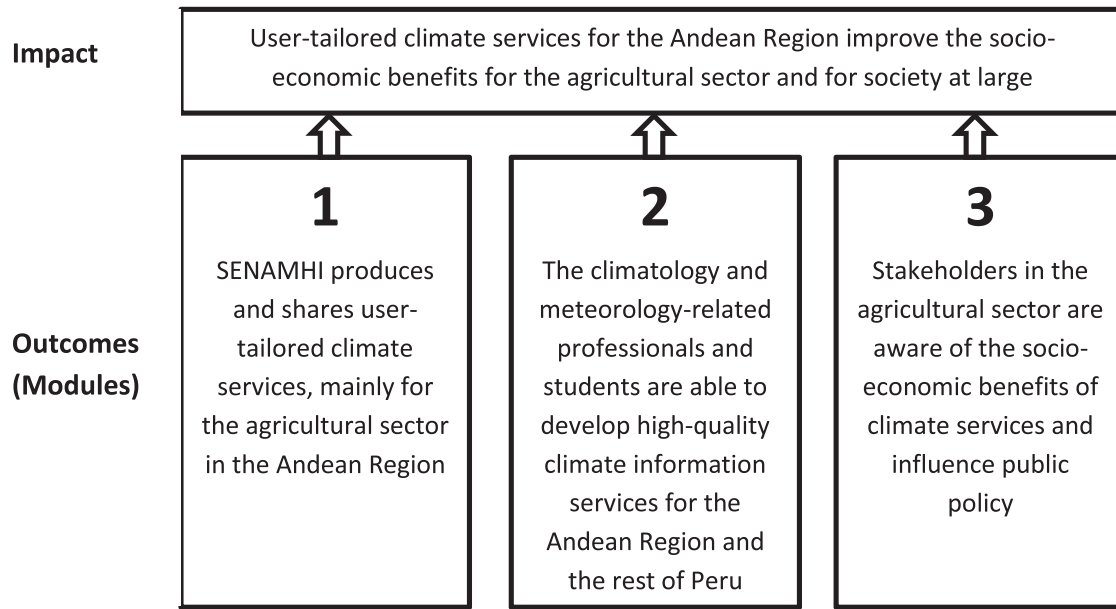 Impact
User-tailored climate services for the Andean Region improve the socio-
economic benefits for the agricultural sector and for society at large
Outcomes
(Modules)
1
SENAMHI produces
and shares user-
tailored climate
services, mainly for
the agricultural sector
in the Andean Region
2
The climatology and
meteorology-related
professionals and
students are able to
develop high-quality
climate information
services for the
Andean Region and
the rest of Peru
3
Stakeholders in the
agricultural sector are
aware of the socio-
economic benefits of
climate services and
influence public
policy